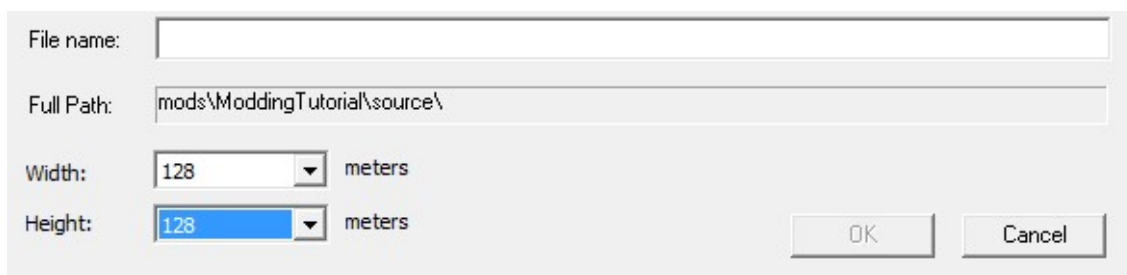 File name:
Full Path: mods\ModdingTutorial\source\
Width: 128 meters
Height: 128 meters
OK Cancel